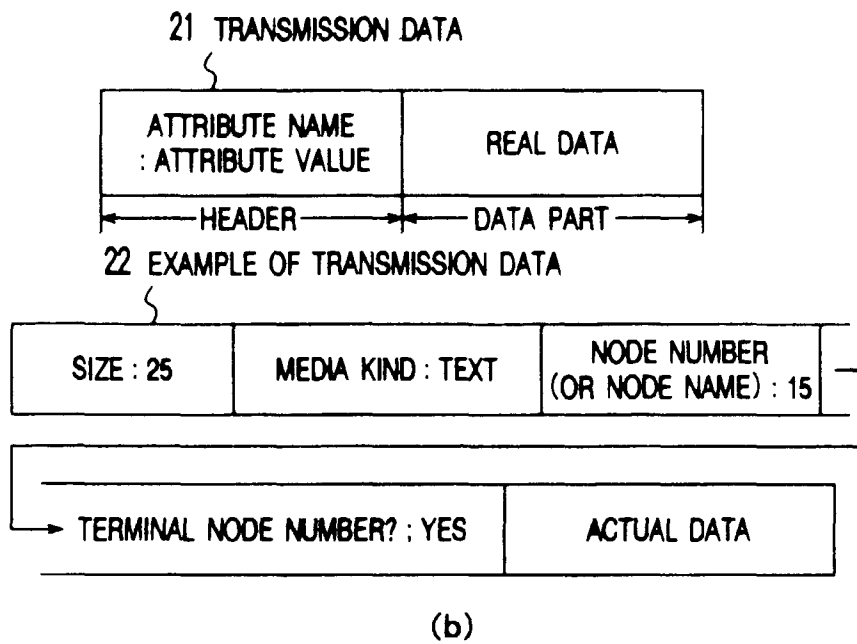 21 TRANSMISSION DATA
ATTRIBUTE NAME
: ATTRIBUTE VALUE
REAL DATA
HEADER
DATA PART
22 EXAMPLE OF TRANSMISSION DATA
SIZE : 25
MEDIA KIND : TEXT
NODE NUMBER
(OR NODE NAME) : 15
TERMINAL NODE NUMBER? : YES
ACTUAL DATA
(b)